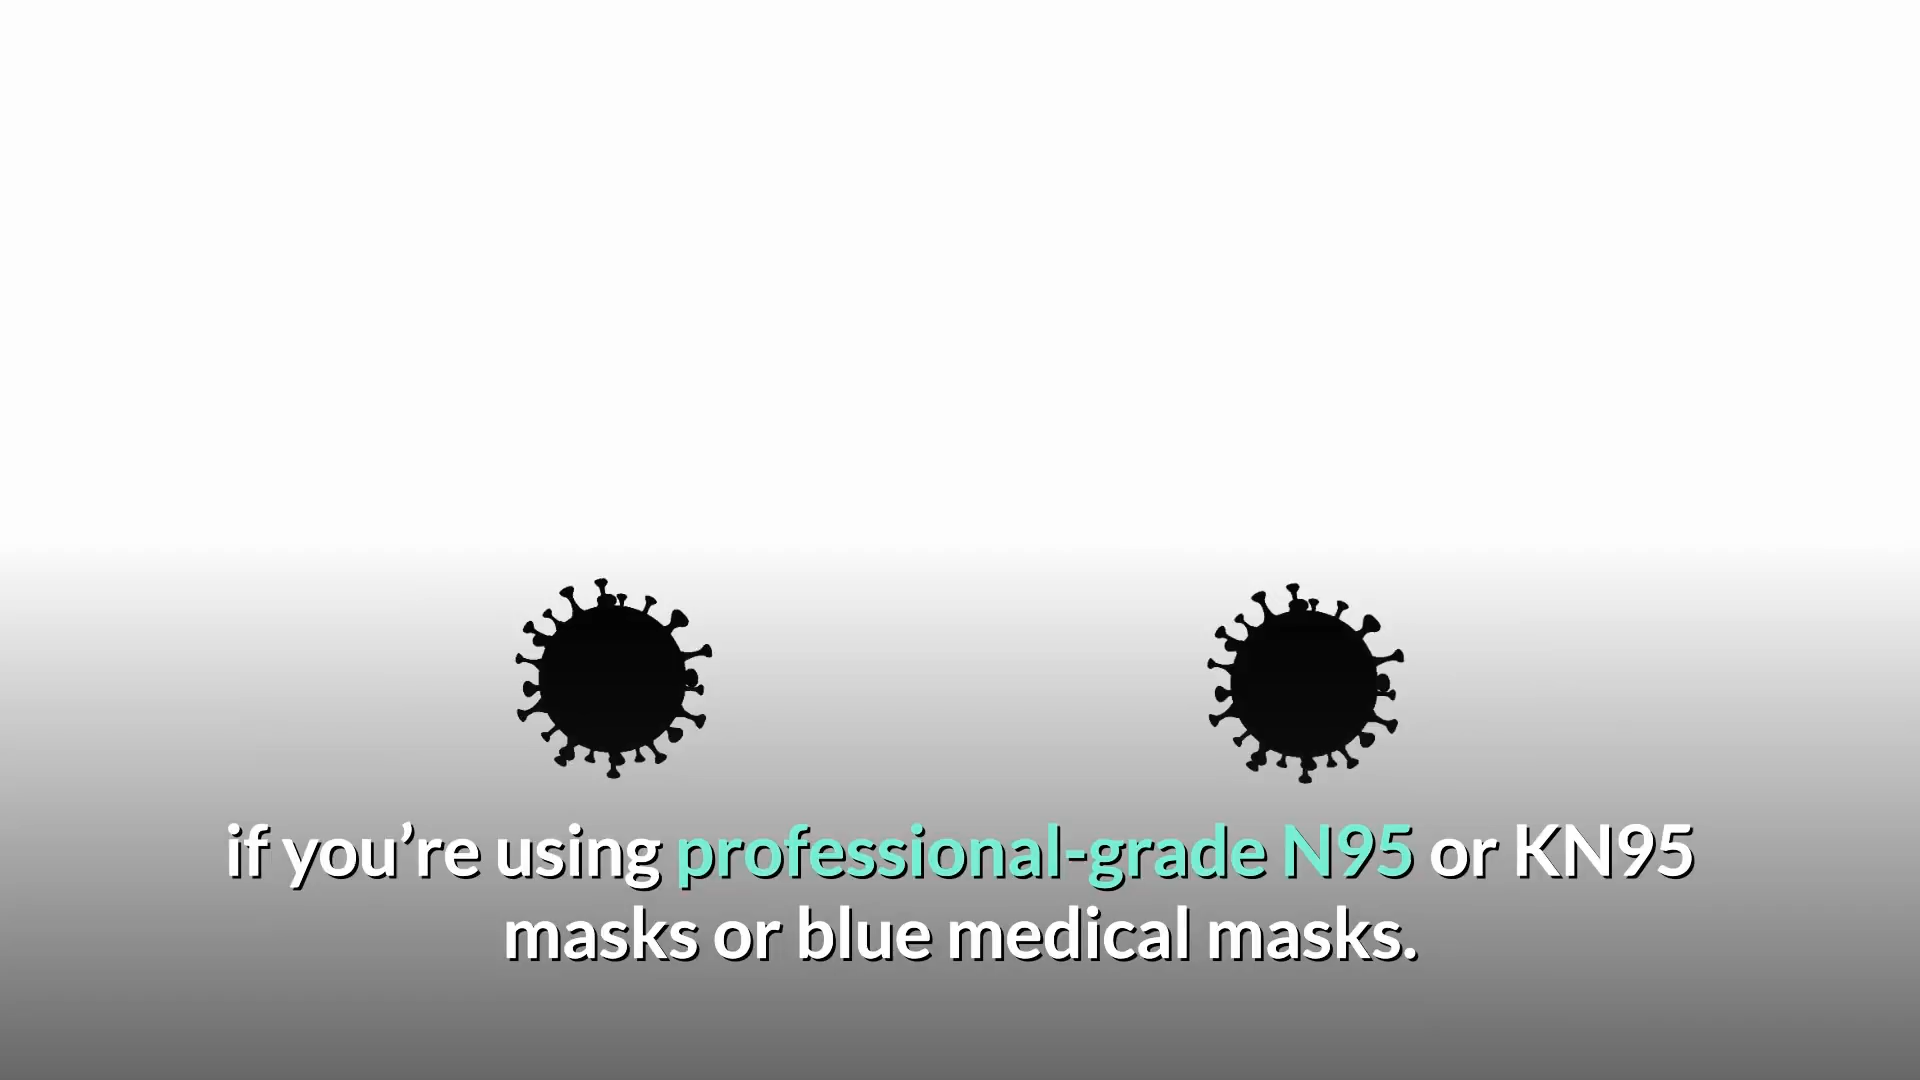 if you’re using professional-grade N95 or KN95
masks or blue medical masks.